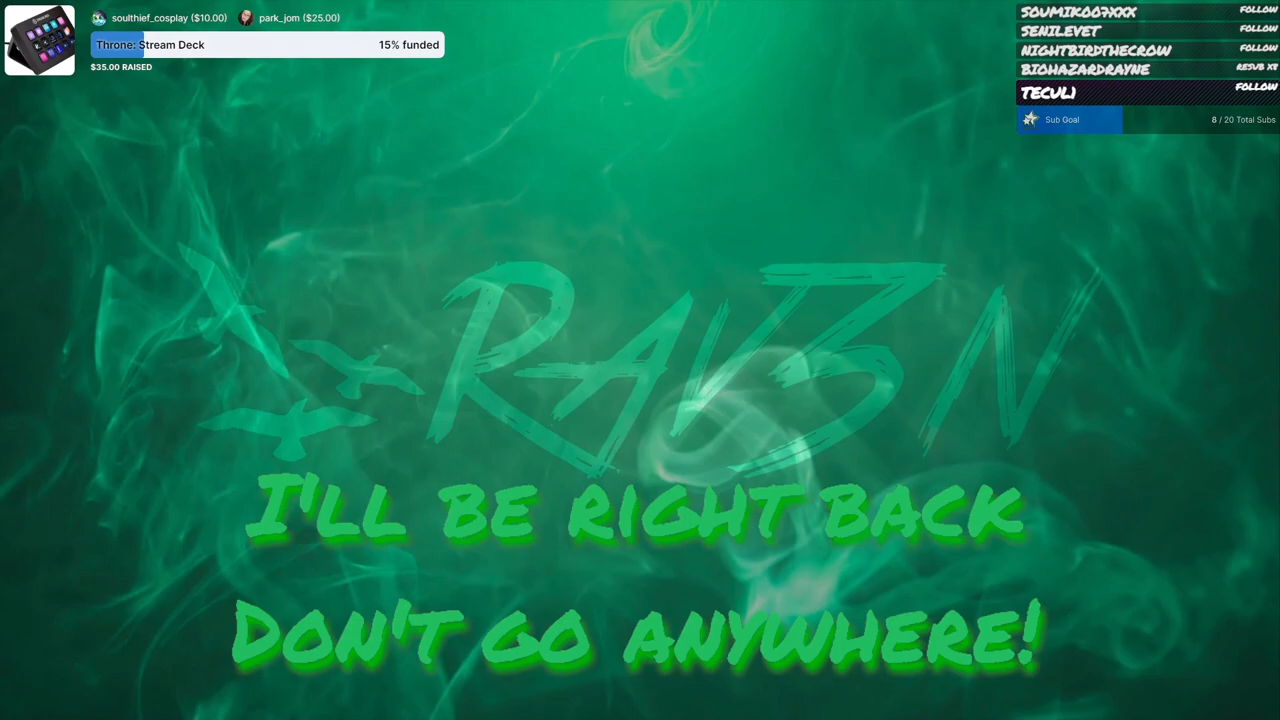 soulthief_cosplay ($10.00) park_jom ($25.00)
Throne: Stream Deck 15% funded
$35.00 RAISED
SOUMIK007XXX FOLLOW
SENILEVET FOLLOW
NIGHTBIRDTHECROW FOLLOW
BIOHAZARDRAYNE RESUB X8
TECULI FOLLOW
Sub Goal 8 / 20 Total Subs
RAV3N
I'LL BE RIGHT BACK
DON'T GO ANYWHERE!